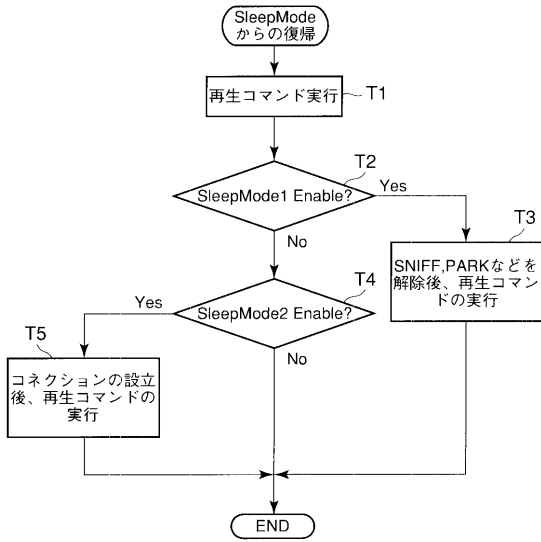 SleepMode
からの復帰
再生コマンド実行
T1
T2
SleepMode1 Enable?
Yes
No
T3
SNIFF,PARKなどを
解除後、再生コマン
ドの実行
T4
SleepMode2 Enable?
Yes
No
T5
コネクションの設立
後、再生コマンドの
実行
END